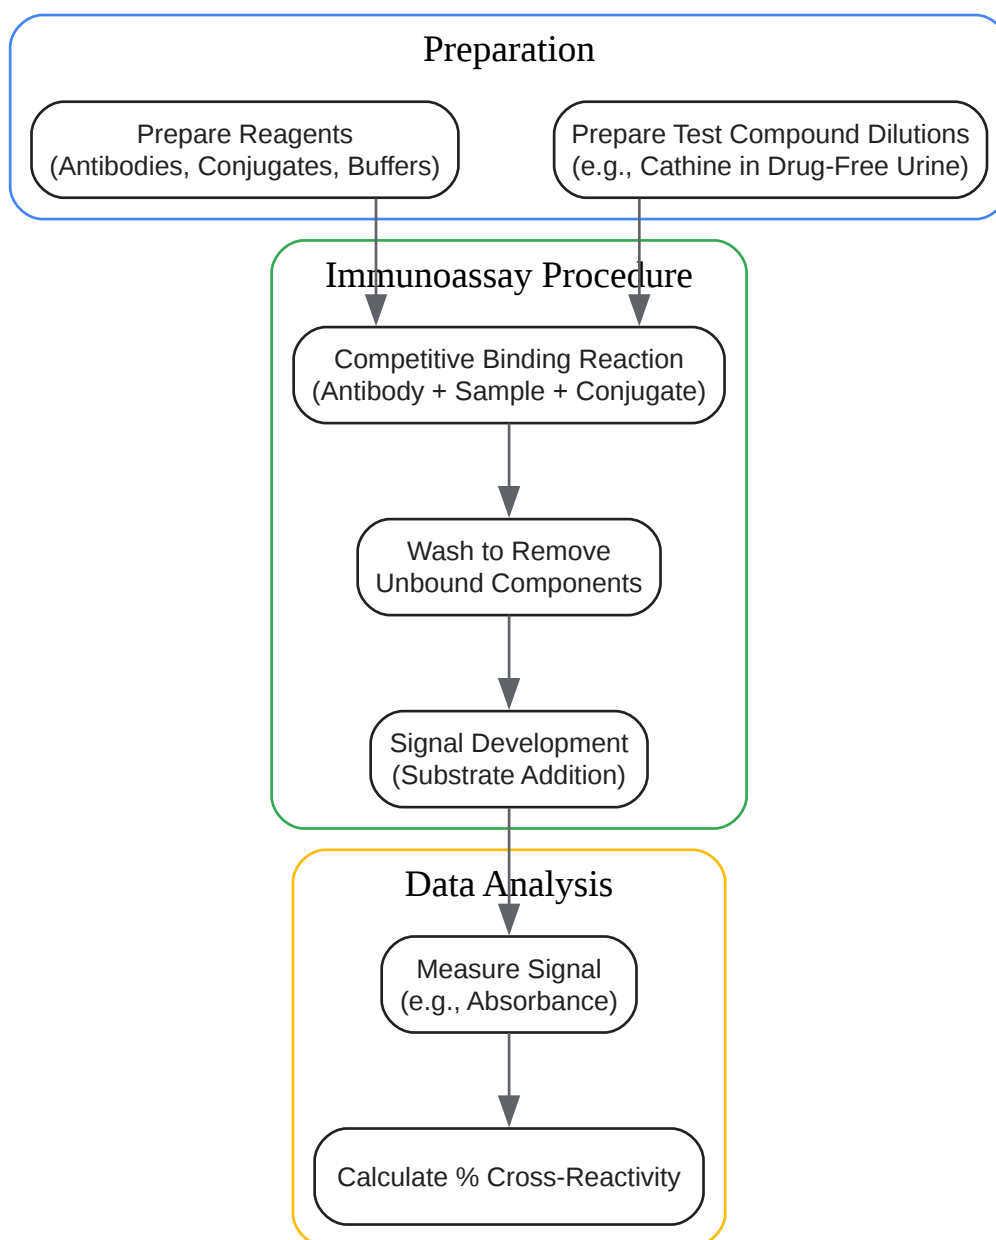 Preparation
Prepare Reagents
(Antibodies, Conjugates, Buffers)
Prepare Test Compound Dilutions
(e.g., Cathine in Drug-Free Urine)
Immunoassay Procedure
Competitive Binding Reaction
(Antibody + Sample + Conjugate)
Wash to Remove
Unbound Components
Signal Development
(Substrate Addition)
Data Analysis
Measure Signal
(e.g., Absorbance)
Calculate % Cross-Reactivity